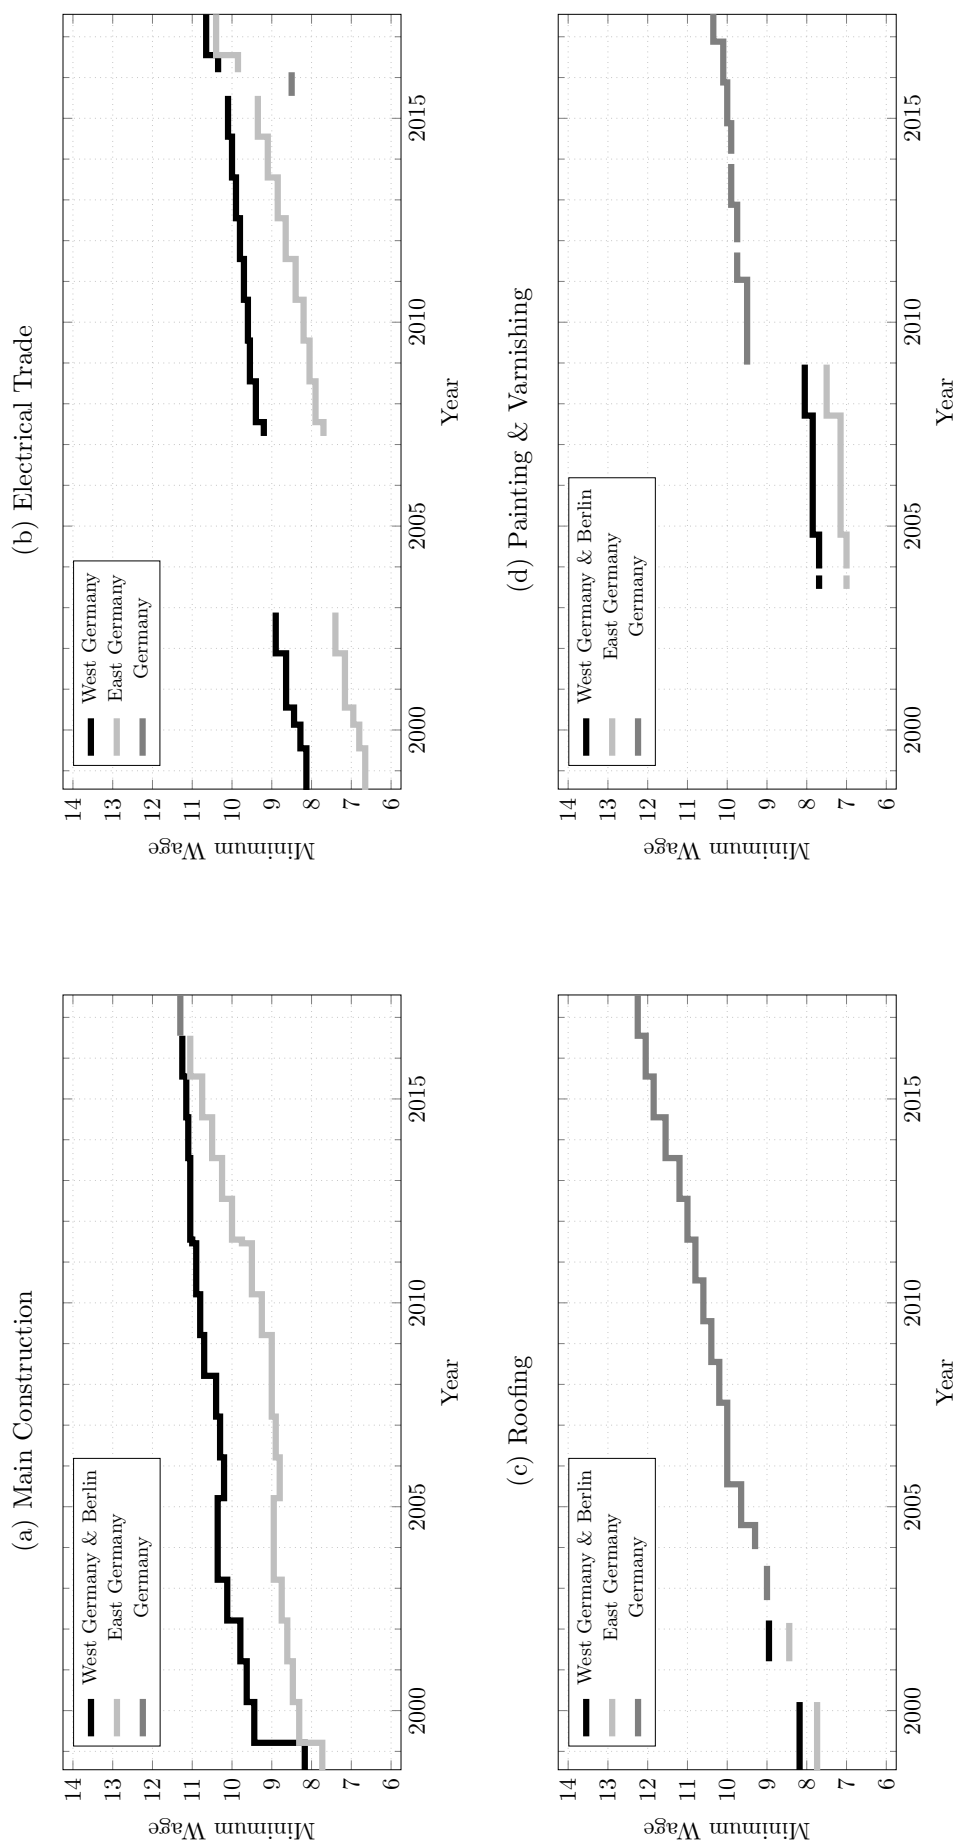 (a) Main Construction
14
13
12
11
10
9
8
7
6
Minimum Wage
2000
2005
2010
2015
Year
West Germany & Berlin
East Germany
Germany
(b) Electrical Trade
14
13
12
11
10
9
8
7
6
Minimum Wage
2000
2005
2010
2015
Year
West Germany
East Germany
Germany
(c) Roofing
14
13
12
11
10
9
8
7
6
Minimum Wage
2000
2005
2010
2015
Year
West Germany & Berlin
East Germany
Germany
(d) Painting & Varnishing
14
13
12
11
10
9
8
7
6
Minimum Wage
2000
2005
2010
2015
Year
West Germany & Berlin
East Germany
Germany